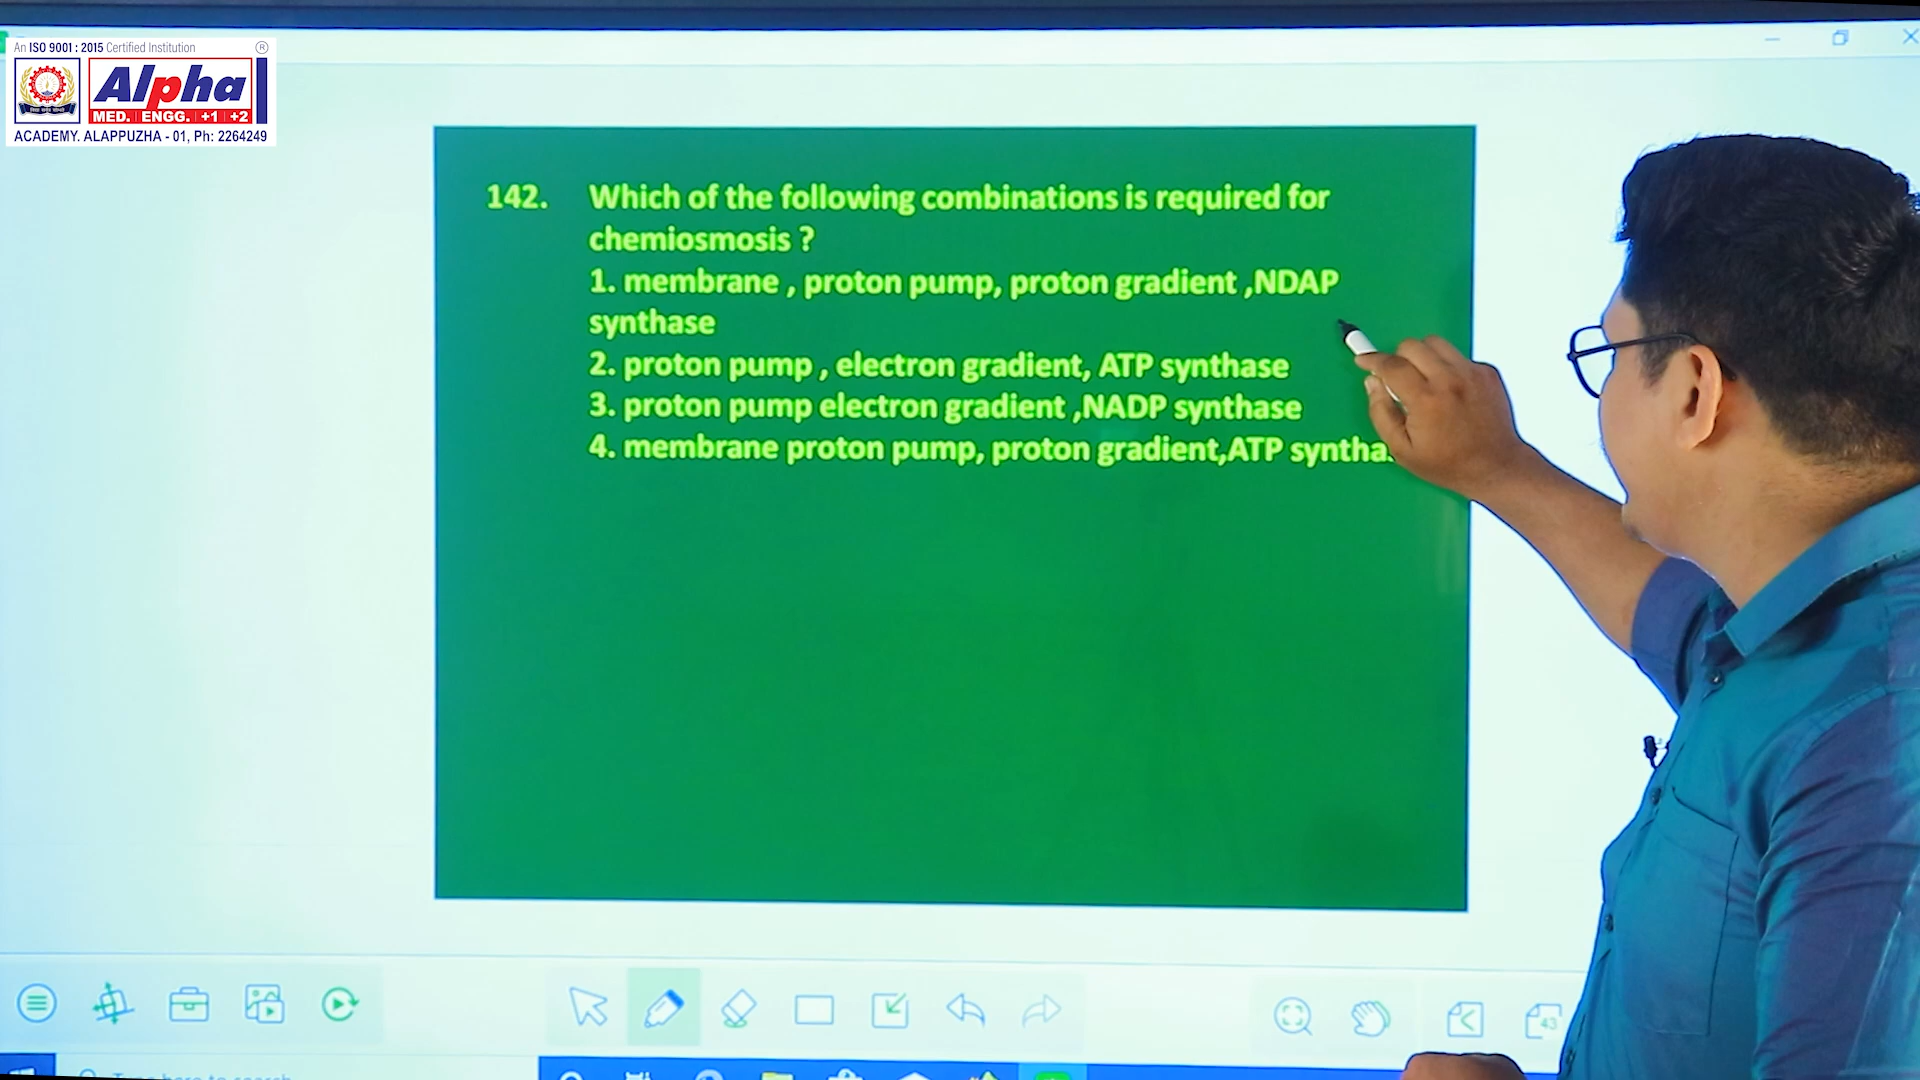 An ISO 9001 : 2015 Certified Institution ®
Alpha
MED. ENGG. +1 +2
ACADEMY. ALAPPUZHA - 01, Ph: 2264249
142. Which of the following combinations is required for
chemiosmosis ?
1. membrane , proton pump, proton gradient ,NDAP
synthase
2. proton pump , electron gradient, ATP synthase
3. proton pump electron gradient ,NADP synthase
4. membrane proton pump, proton gradient,ATP syntha
43